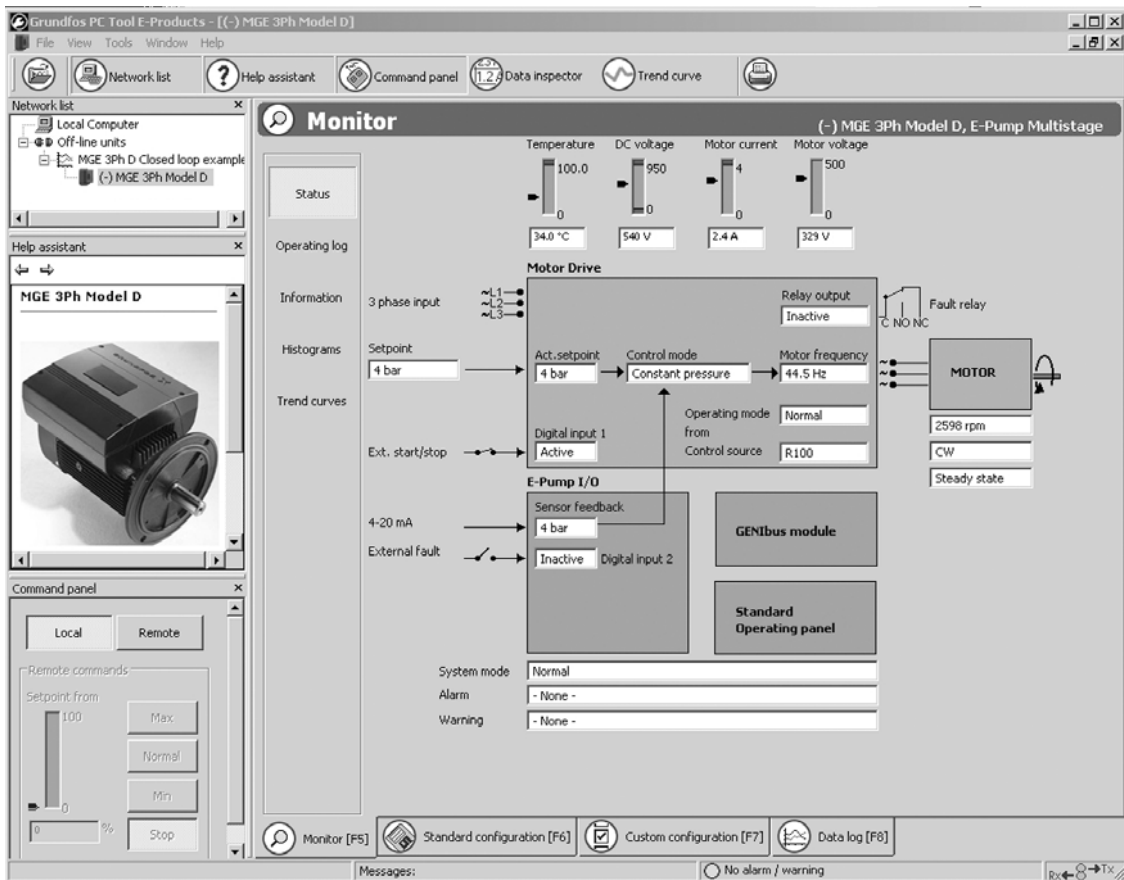 Grundfos PC Tool E-Products - [(-) MGE 3Ph Model D]
File View Tools Window Help
Network list
Help assistant
Command panel
Data inspector
Trend curve
Network list
Local Computer
Off-line units
MGE 3Ph D Closed loop example
(-) MGE 3Ph Model D
Help assistant
MGE 3Ph Model D
Command panel
Local
Remote
Remote commands
Setpoint from
100
0
0
%
Max
Normal
Min
Stop
Monitor
(-) MGE 3Ph Model D, E-Pump Multistage
Status
Operating log
Information
Histograms
Trend curves
Temperature
DC voltage
Motor current
Motor voltage
100.0
950
4
500
0
0
0
0
34.0 °C
540 V
2.4 A
329 V
Motor Drive
3 phase input
~L1
~L2
~L3
Relay output
Inactive
C NO NC
Fault relay
Setpoint
4 bar
Act.setpoint
4 bar
Control mode
Constant pressure
Motor frequency
44.5 Hz
MOTOR
2598 rpm
CW
Steady state
Operating mode
from
Control source
Normal
R100
Digital input 1
Ext. start/stop
Active
E-Pump I/O
Sensor feedback
4-20 mA
4 bar
External fault
Inactive
Digital input 2
GENIbus module
Standard
Operating panel
System mode
Normal
Alarm
- None -
Warning
- None -
Monitor [F5]
Standard configuration [F6]
Custom configuration [F7]
Data log [F8]
Messages:
No alarm / warning
Rx
Tx